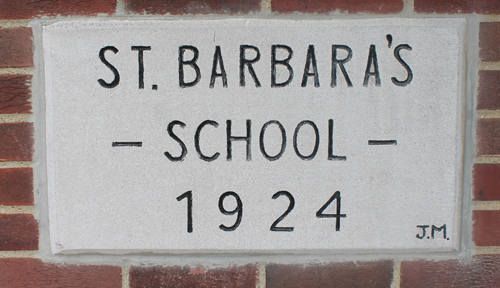 ST. BARBARA'S
- SCHOOL -
1924
J.M.